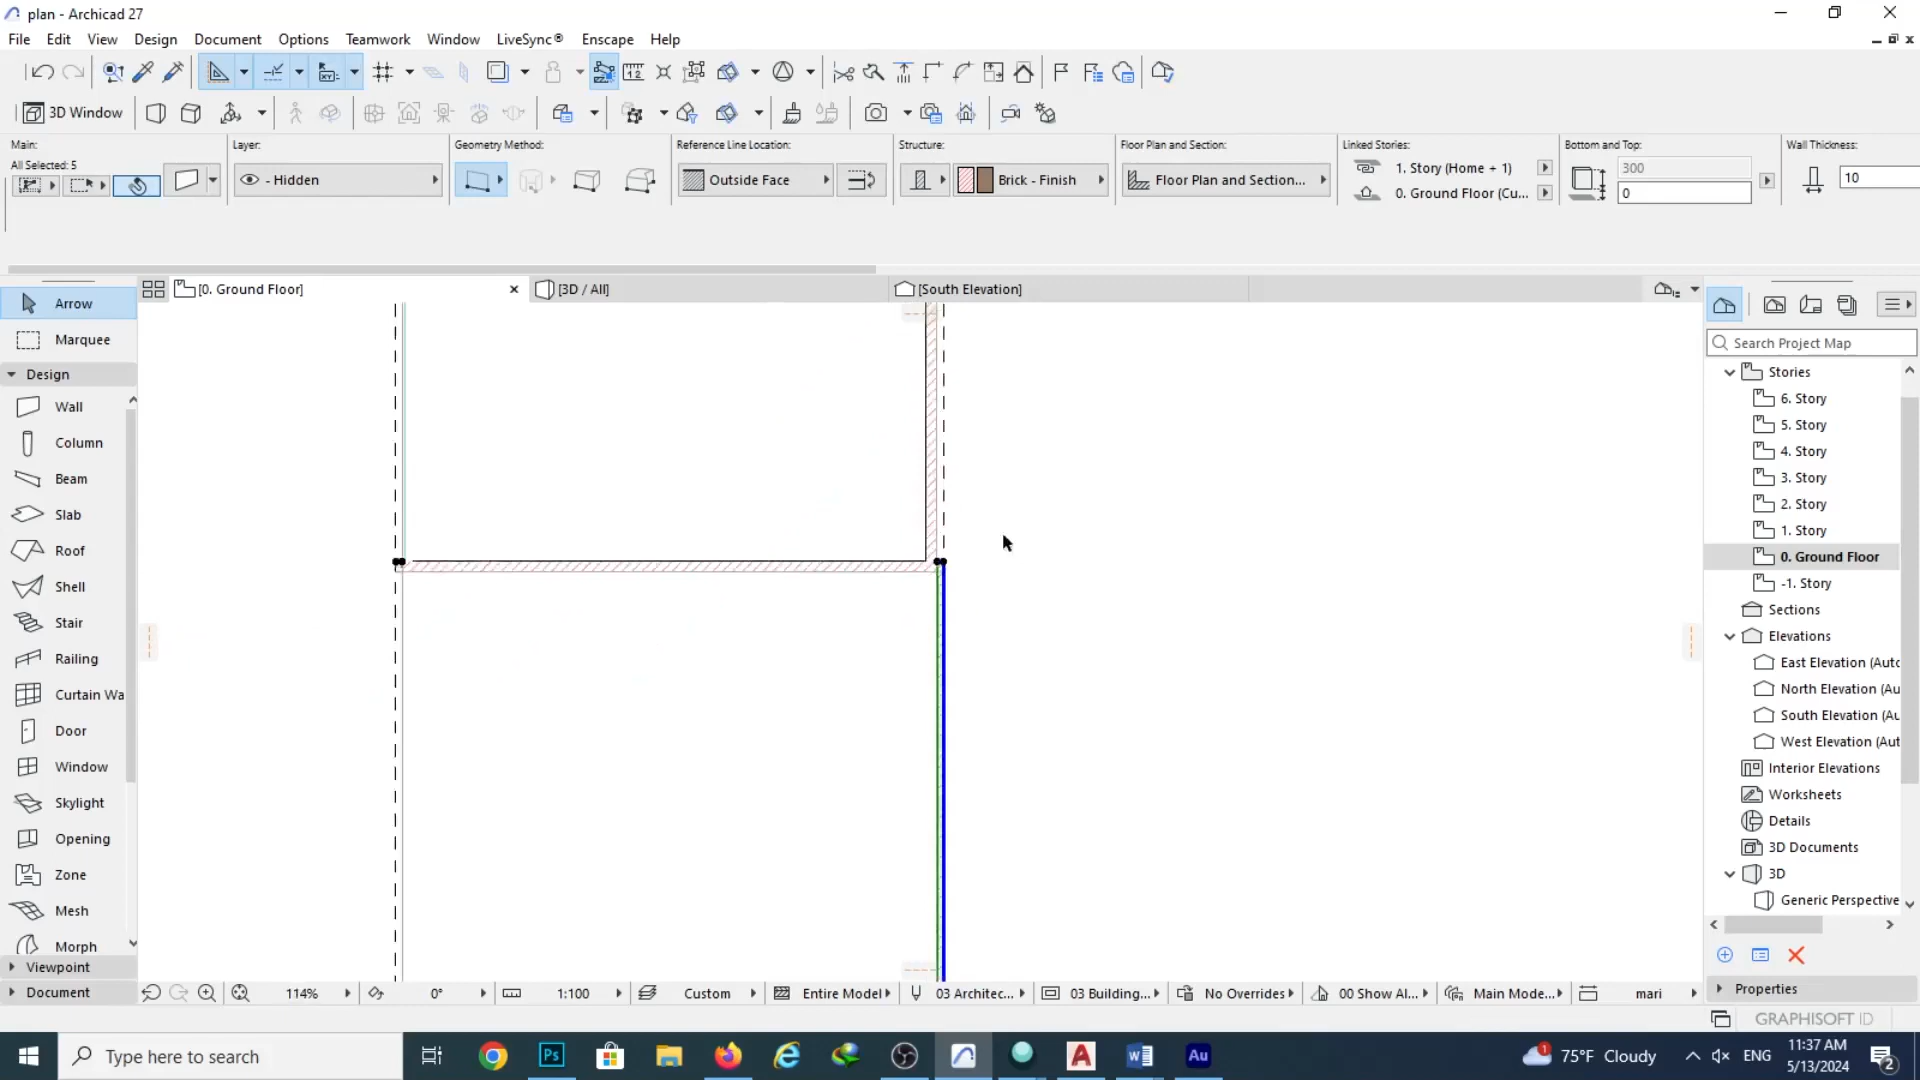 plan - Archicad 27
File Edit View Design Document Options Teamwork Window LiveSync® Enscape Help
3D Window
Main:
All Selected: 5
Layer:
- Hidden
Geometry Method:
Reference Line Location:
Outside Face
Structure:
Brick - Finish
Floor Plan and Section:
Floor Plan and Section...
Linked Stories:
1. Story (Home + 1)
0. Ground Floor (Cu...
Bottom and Top:
300
0
Wall Thickness:
10
[0. Ground Floor]
[3D / All]
[South Elevation]
Arrow
Marquee
Design
Wall
Column
Beam
Slab
Roof
Shell
Stair
Railing
Curtain Wa
Door
Window
Skylight
Opening
Zone
Mesh
Morph
Viewpoint
Document
Search Project Map
Stories
6. Story
5. Story
4. Story
3. Story
2. Story
1. Story
0. Ground Floor
-1. Story
Sections
Elevations
East Elevation (Auto
North Elevation (Au
South Elevation (Au
West Elevation (Aut
Interior Elevations
Worksheets
Details
3D Documents
3D
Generic Perspective
Properties
114% 0° 1:100 Custom Entire Model 03 Architec... 03 Building... No Overrides 00 Show Al... Main Mode... mari
GRAPHISOFT ID
Type here to search
75°F Cloudy
ENG
11:37 AM
5/13/2024
2